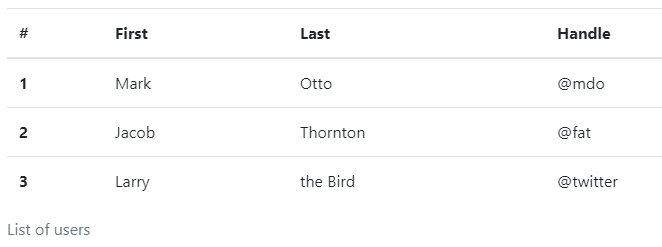 # First Last Handle
1 Mark Otto @mdo
2 Jacob Thornton @fat
3 Larry the Bird @twitter
List of users